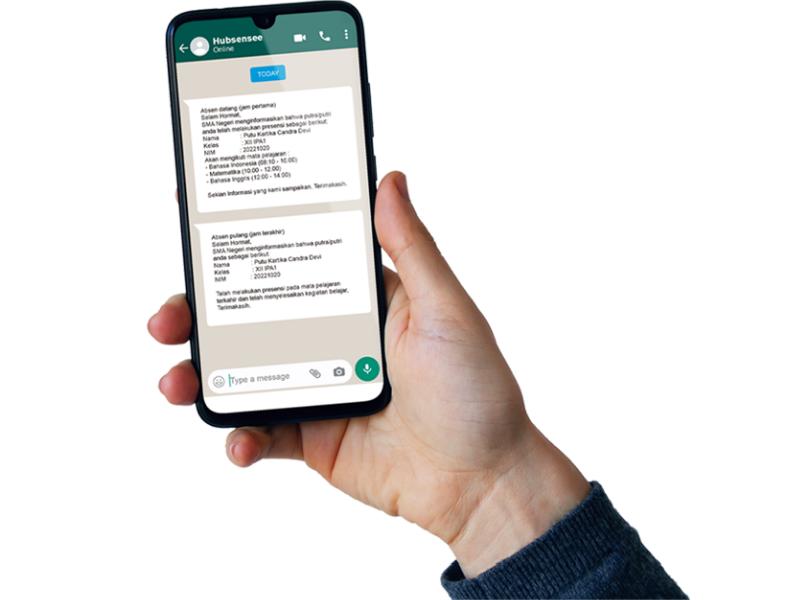 Hubsensee
Online
TODAY
Absen datang (jam pertama)
Salam Hormat,
SMA Negeri menginformasikan bahwa putra/putri
anda telah melakukan presensi sebagai berikut:
Nama : Putu Kartika Candra Devi
Kelas : XII IPA1
NIM : 20221020
Akan mengikuti mata pelajaran :
- Bahasa Indonesia (08:10 - 10:00)
- Matematika (10:00 - 12:00)
- Bahasa Inggris (12:00 - 14:00)
Sekian Informasi yang kami sampaikan. Terimakasih.
Absen pulang (jam terakhir)
Salam Hormat,
SMA Negeri menginformasikan bahwa putra/putri
anda sebagai berikut:
Nama : Putu Kartika Candra Devi
Kelas : XII IPA1
NIM : 20221020
Telah melakukan presensi pada mata pelajaran
terkahir dan telah menyelesaikan kegiatan belajar,
Terimakasih.
Type a message